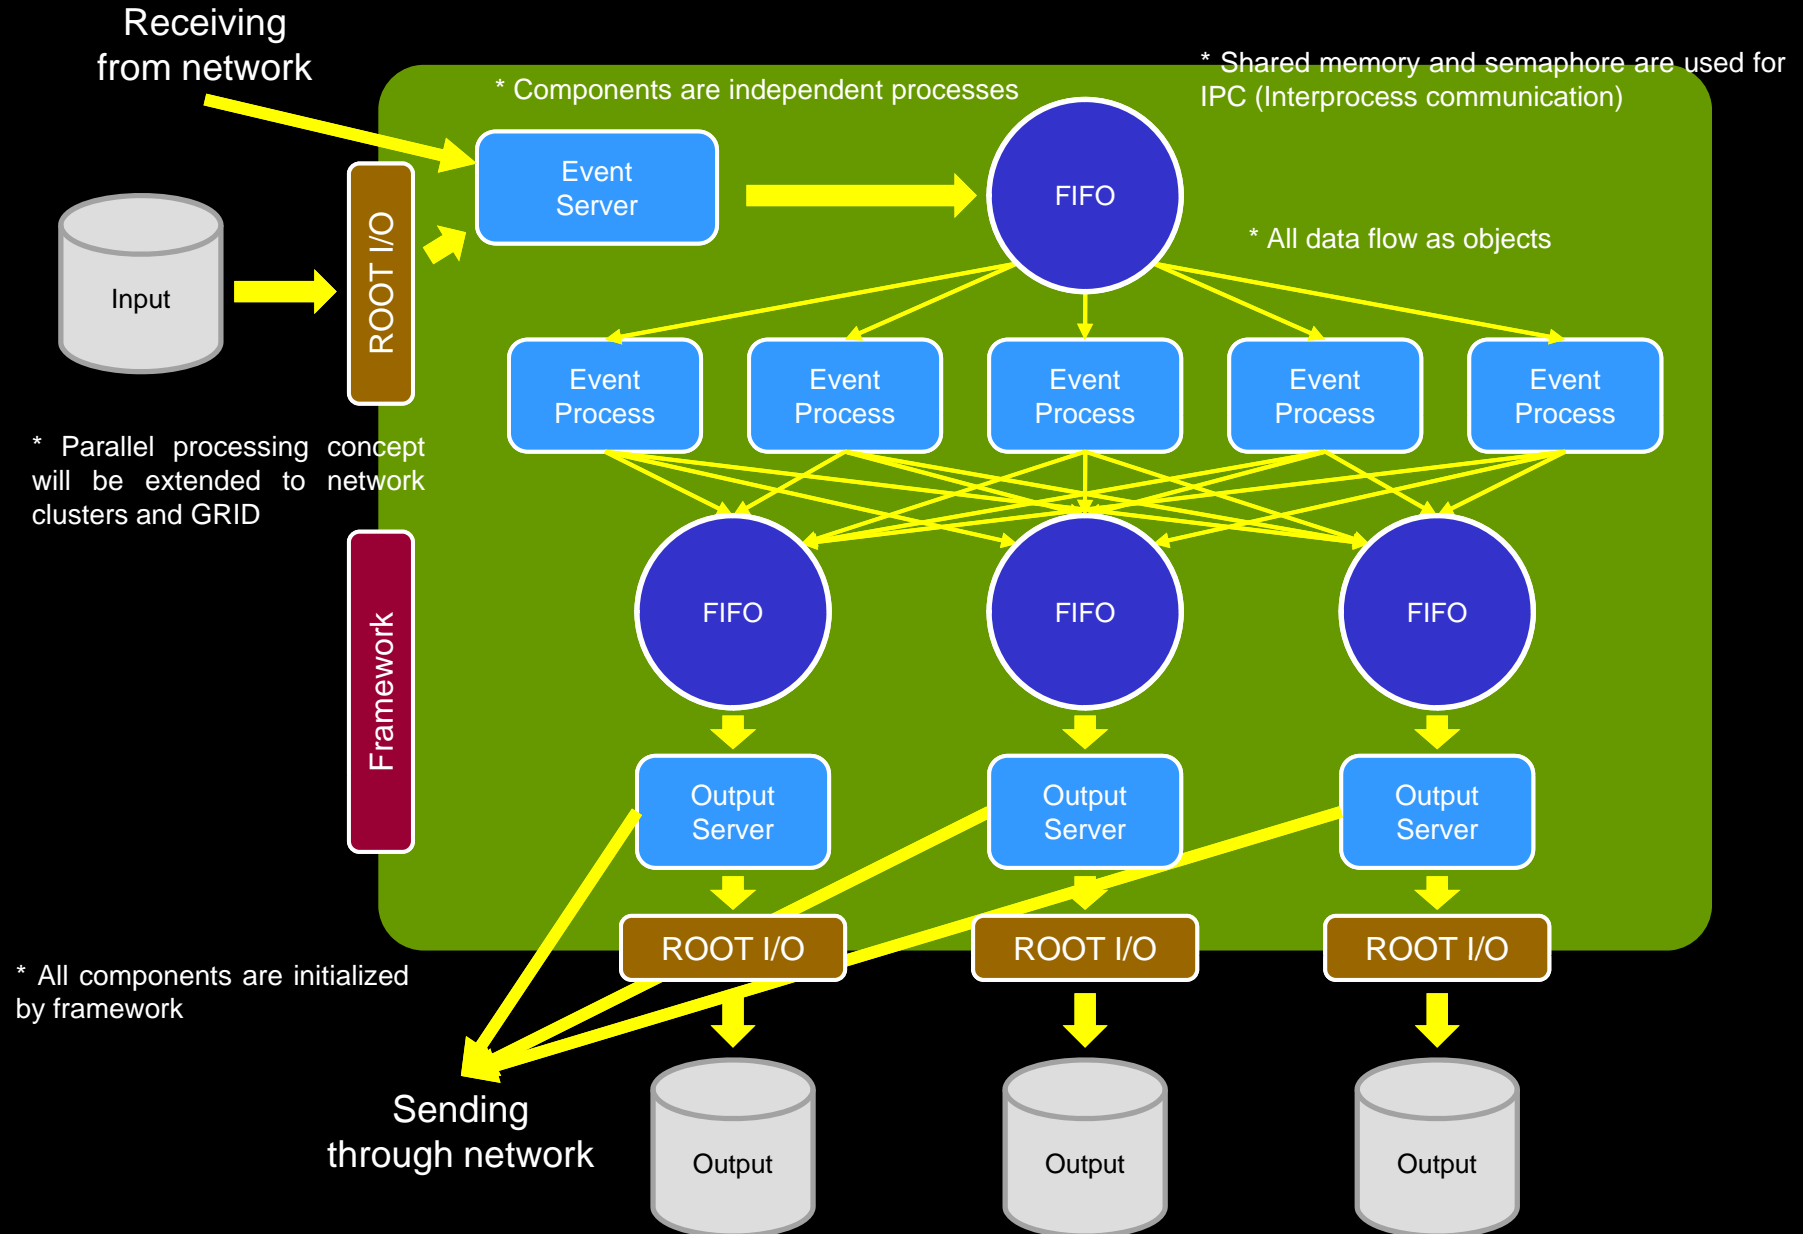 Receiving
from network
* Components are independent processes
* Shared memory and semaphore are used for
IPC (Interprocess communication)
Event
Server
FIFO
ROOT I/O
Input
* All data flow as objects
Event
Process
Event
Process
Event
Process
Event
Process
Event
Process
* Parallel processing concept
will be extended to network
clusters and GRID
Framework
FIFO
FIFO
FIFO
Output
Server
Output
Server
Output
Server
ROOT I/O
ROOT I/O
ROOT I/O
* All components are initialized
by framework
Sending
through network
Output
Output
Output